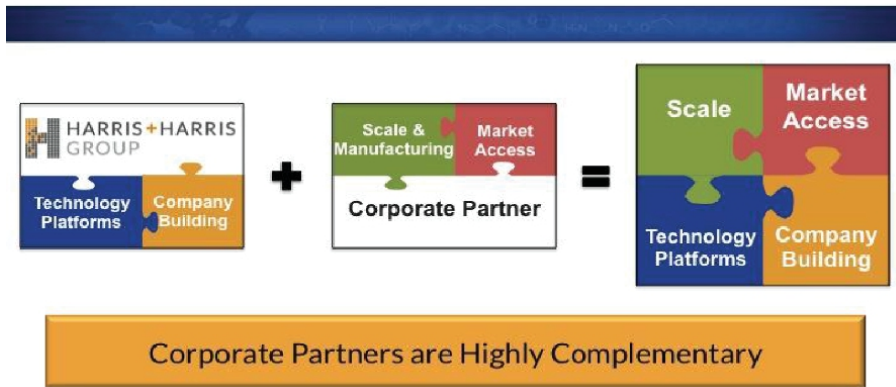 HARRIS+HARRIS
GROUP
Technology
Platforms
Company
Building
+
Scale &
Manufacturing
Market
Access
Corporate Partner
=
Scale
Market
Access
Technology
Platforms
Company
Building
Corporate Partners are Highly Complementary